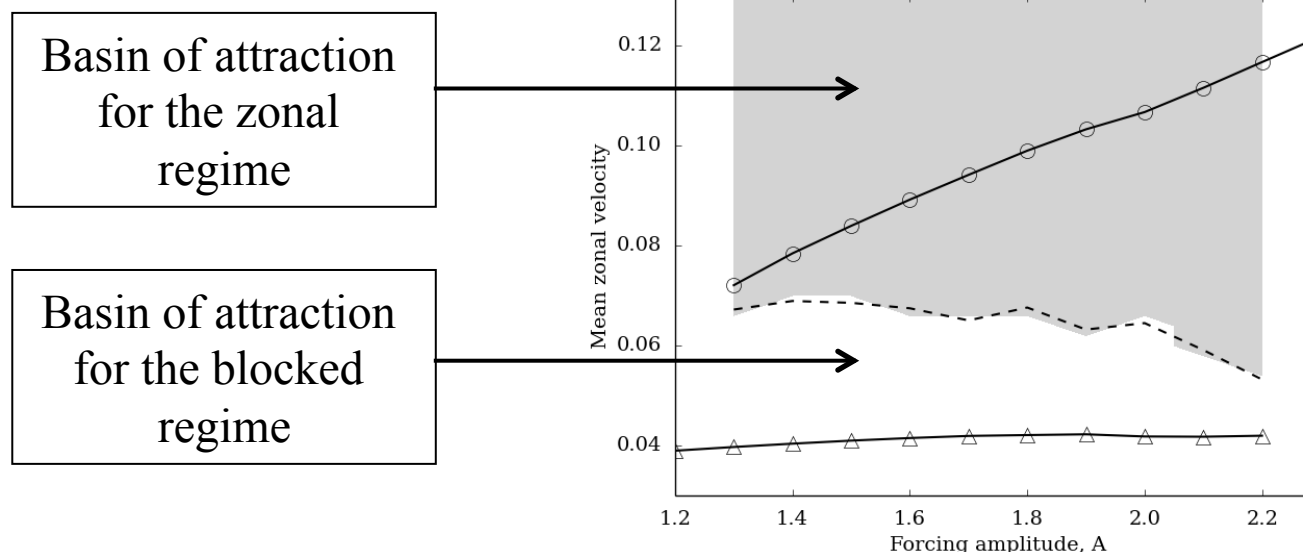 Basin of attraction
for the zonal
regime
Basin of attraction
for the blocked
regime
Mean zonal velocity
0.12
0.10
0.08
0.06
0.04
1.2 1.4 1.6 1.8 2.0 2.2
Forcing amplitude, A